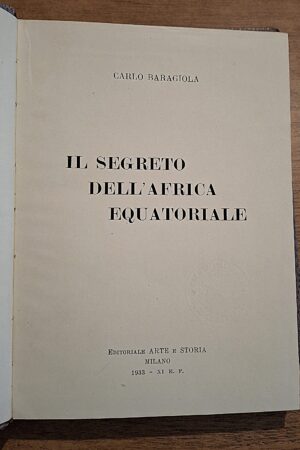 CARLO BARAGIOLA
IL SEGRETO
DELL'AFRICA
EQUATORIALE
EDITORIALE ARTE E STORIA
MILANO
1933 - XI E. F.